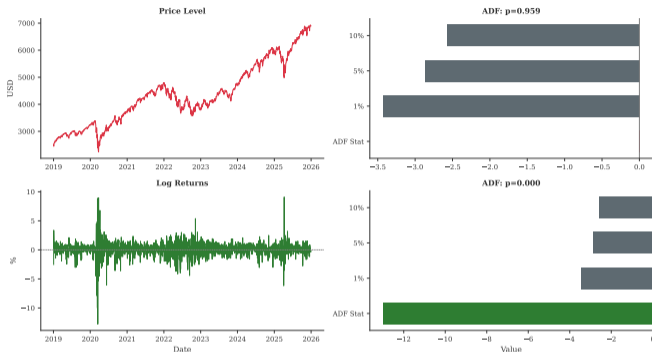 Price Level
7000
6000
5000
4000
3000
USD
2019 2020 2021 2022 2023 2024 2025 2026
ADF: p=0.959
10%
5%
1%
ADF Stat
−3.5 −3.0 −2.5 −2.0 −1.5 −1.0 −0.5 0.0
Log Returns
10
5
0
−5
−10
%
2019 2020 2021 2022 2023 2024 2025 2026
Date
ADF: p=0.000
10%
5%
1%
ADF Stat
−12 −10 −8 −6 −4 −2
Value